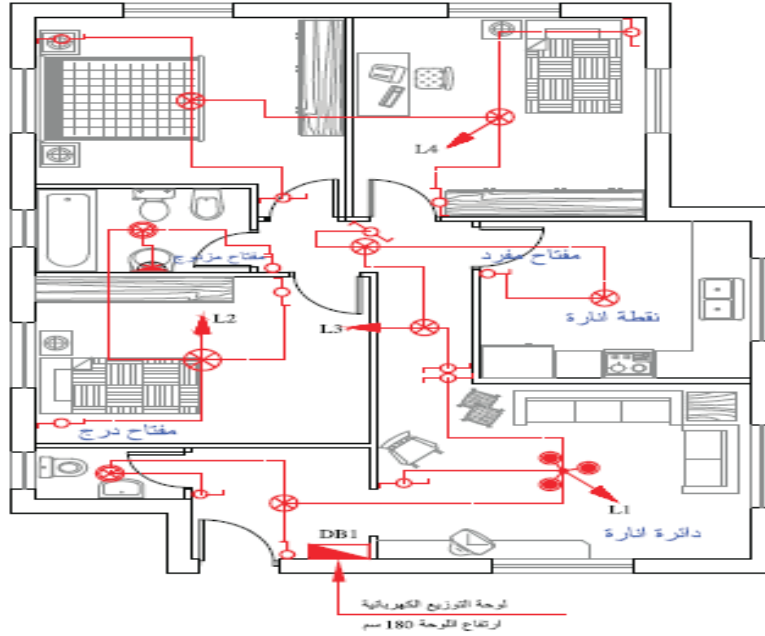 L4
مفتاح مزدوج
مفتاح مفرد
L2
L3
نقطة انارة
مفتاح درج
L1
DB1
دائرة انارة
لوحة التوزيع الكهربائية
ارتفاع اللوحة 180 سم